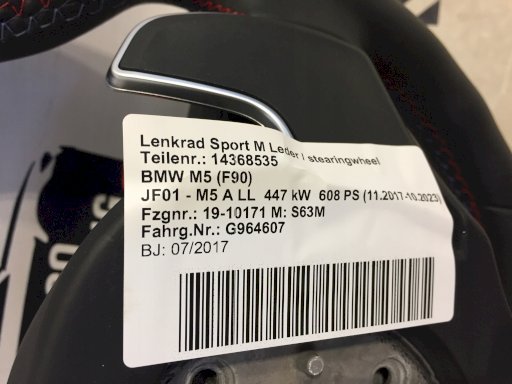 Lenkrad Sport M Leder / stearingwheel
Teilenr.: 14368535
BMW M5 (F90)
JF01 - M5 A LL 447 kW 608 PS (11.2017-10.2023)
Fzgnr.: 19-10171 M: S63M
Fahrg.Nr.: G964607
BJ: 07/2017